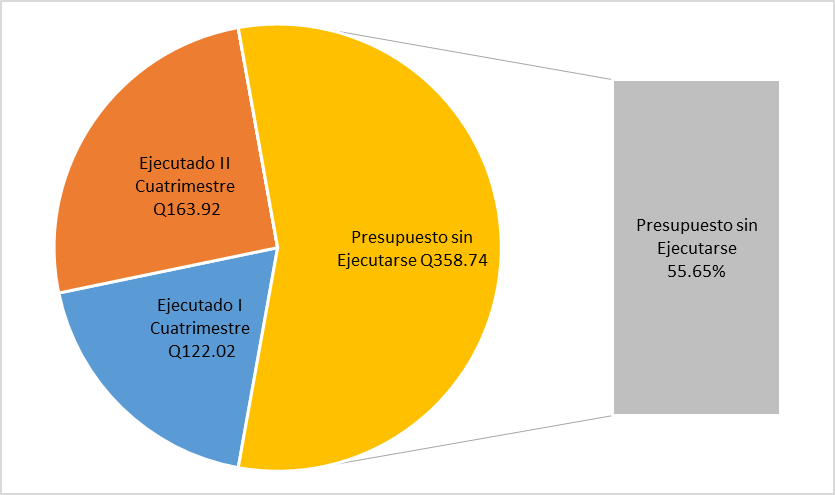 Ejecutado II
Cuatrimestre
Q163.92
Presupuesto sin
Ejecutarse Q358.74
Ejecutado I
Cuatrimestre
Q122.02
Presupuesto sin
Ejecutarse
55.65%